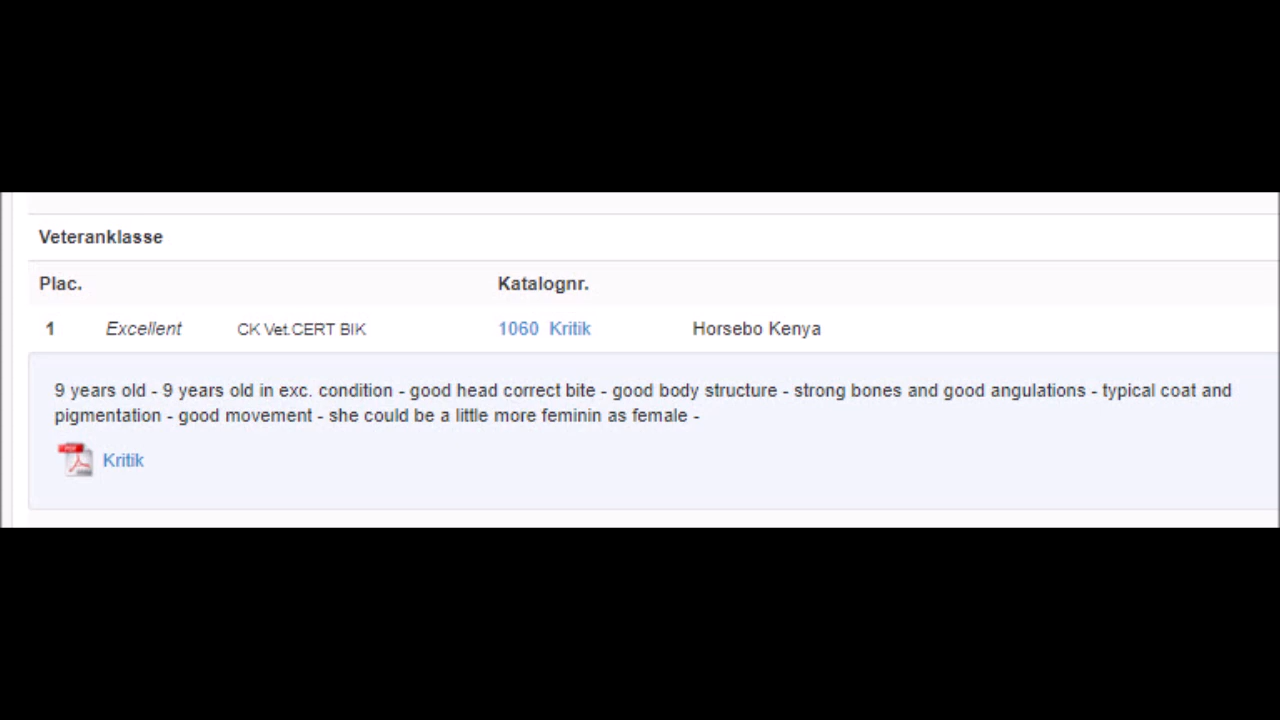 Veteranklasse
Plac. Katalognr.
1 Excellent CK Vet.CERT BIK 1060 Kritik Horsebo Kenya
9 years old - 9 years old in exc. condition - good head correct bite - good body structure - strong bones and good angulations - typical coat and
pigmentation - good movement - she could be a little more feminin as female -
Kritik